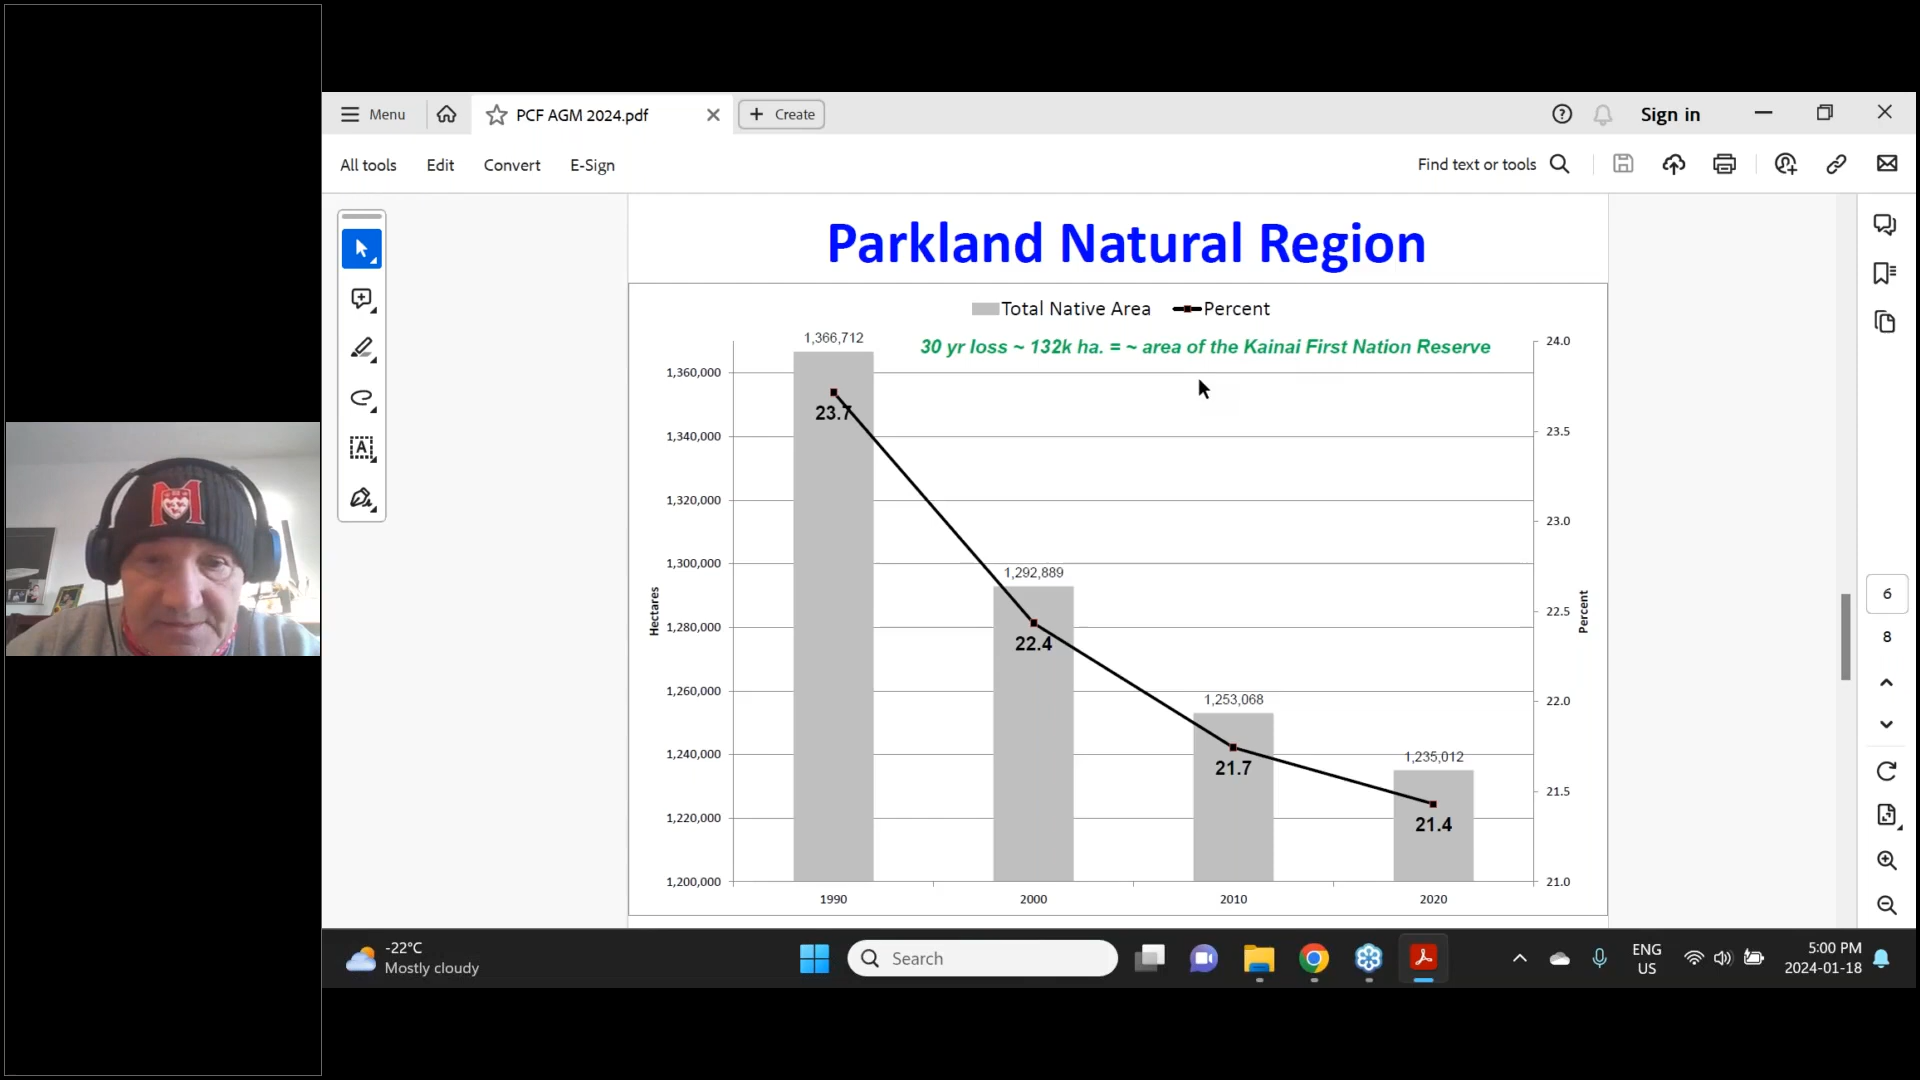 Menu
PCF AGM 2024.pdf
Create
Sign in
All tools
Edit
Convert
E-Sign
Find text or tools
Parkland Natural Region
Total Native Area
Percent
30 yr loss ~ 132k ha. = ~ area of the Kainai First Nation Reserve
1,366,712
1,292,889
1,253,068
1,235,012
23.7
22.4
21.7
21.4
Hectares
1,360,000
1,340,000
1,320,000
1,300,000
1,280,000
1,260,000
1,240,000
1,220,000
1,200,000
24.0
23.5
23.0
22.5
22.0
21.5
21.0
Percent
1990
2000
2010
2020
6
8
M
-22°C
Mostly cloudy
Search
ENG
US
5:00 PM
2024-01-18